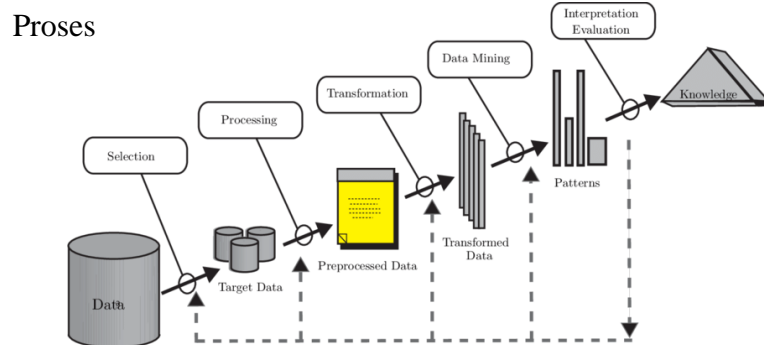 Proses
Interpretation
Evaluation
Data Mining
Transformation
Processing
Selection
Knowledge
Patterns
Transformed
Data
Preprocessed Data
Target Data
Data